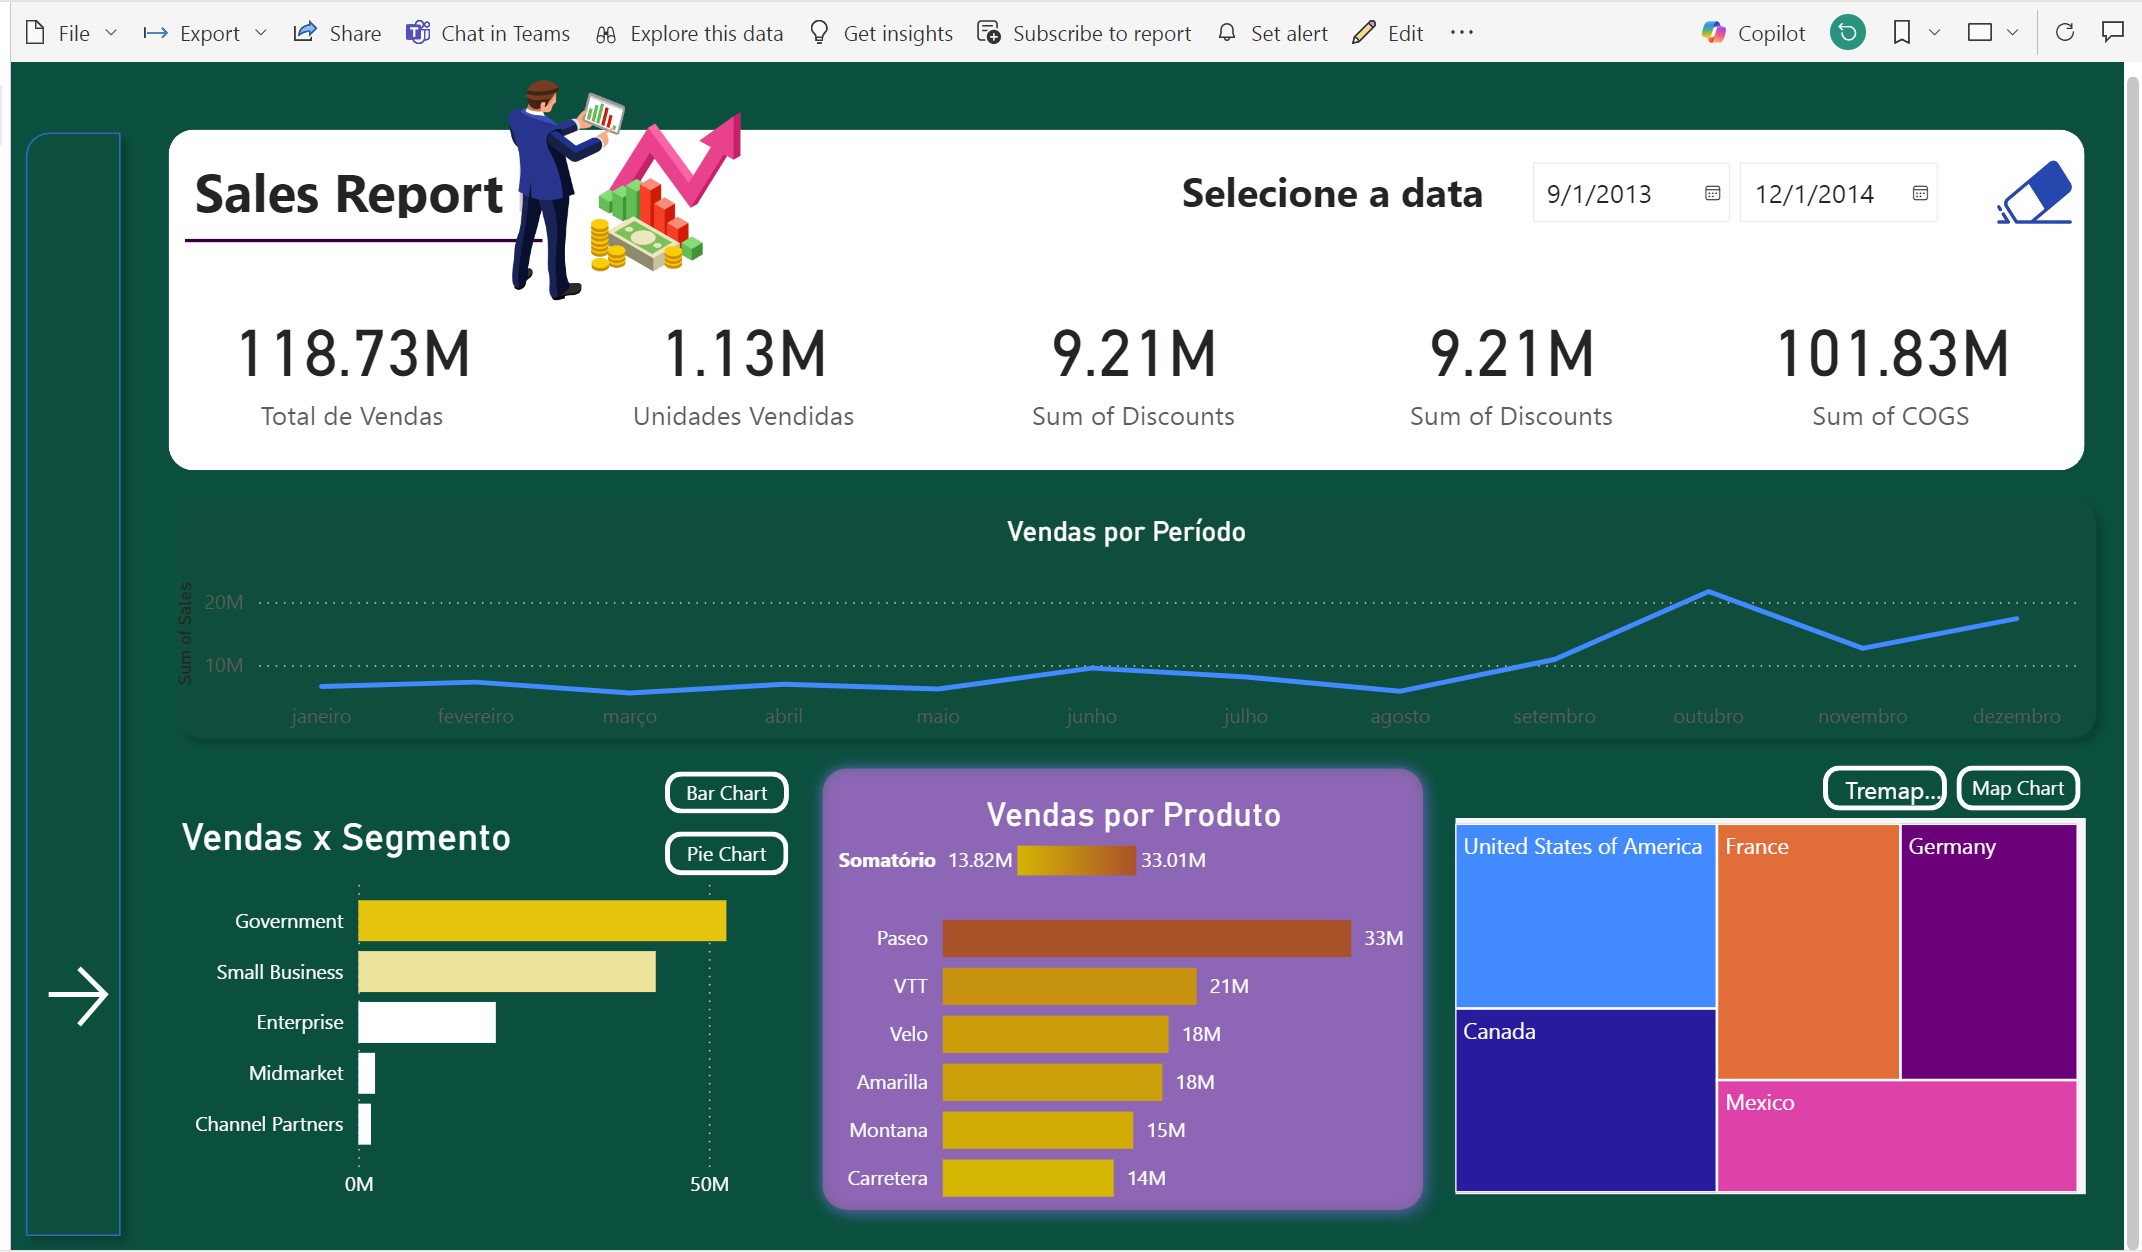 File Export Share Chat in Teams Explore this data Get insights Subscribe to report Set alert Edit ... Copilot
Sales Report
Selecione a data 9/1/2013 12/1/2014
118.73M 1.13M 9.21M 9.21M 101.83M
Total de Vendas Unidades Vendidas Sum of Discounts Sum of Discounts Sum of COGS
Vendas por Período
Sum of Sales
20M
10M
janeiro fevereiro março abril maio junho julho agosto setembro outubro novembro dezembro
Vendas x Segmento
Bar Chart
Pie Chart
Government
Small Business
Enterprise
Midmarket
Channel Partners
0M 50M
Vendas por Produto
Somatório 13.82M 33.01M
Paseo 33M
VTT 21M
Velo 18M
Amarilla 18M
Montana 15M
Carretera 14M
Tremap... Map Chart
United States of America France Germany
Canada
Mexico